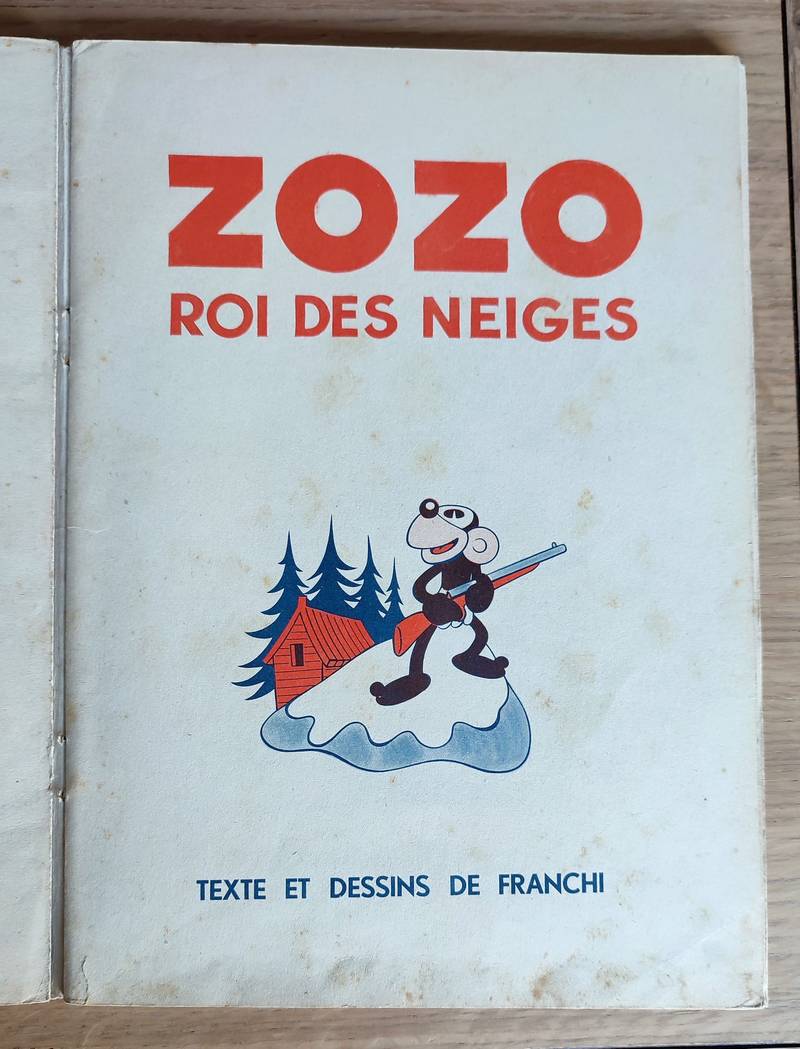 ZOZO
ROI DES NEIGES
TEXTE ET DESSINS DE FRANCHI